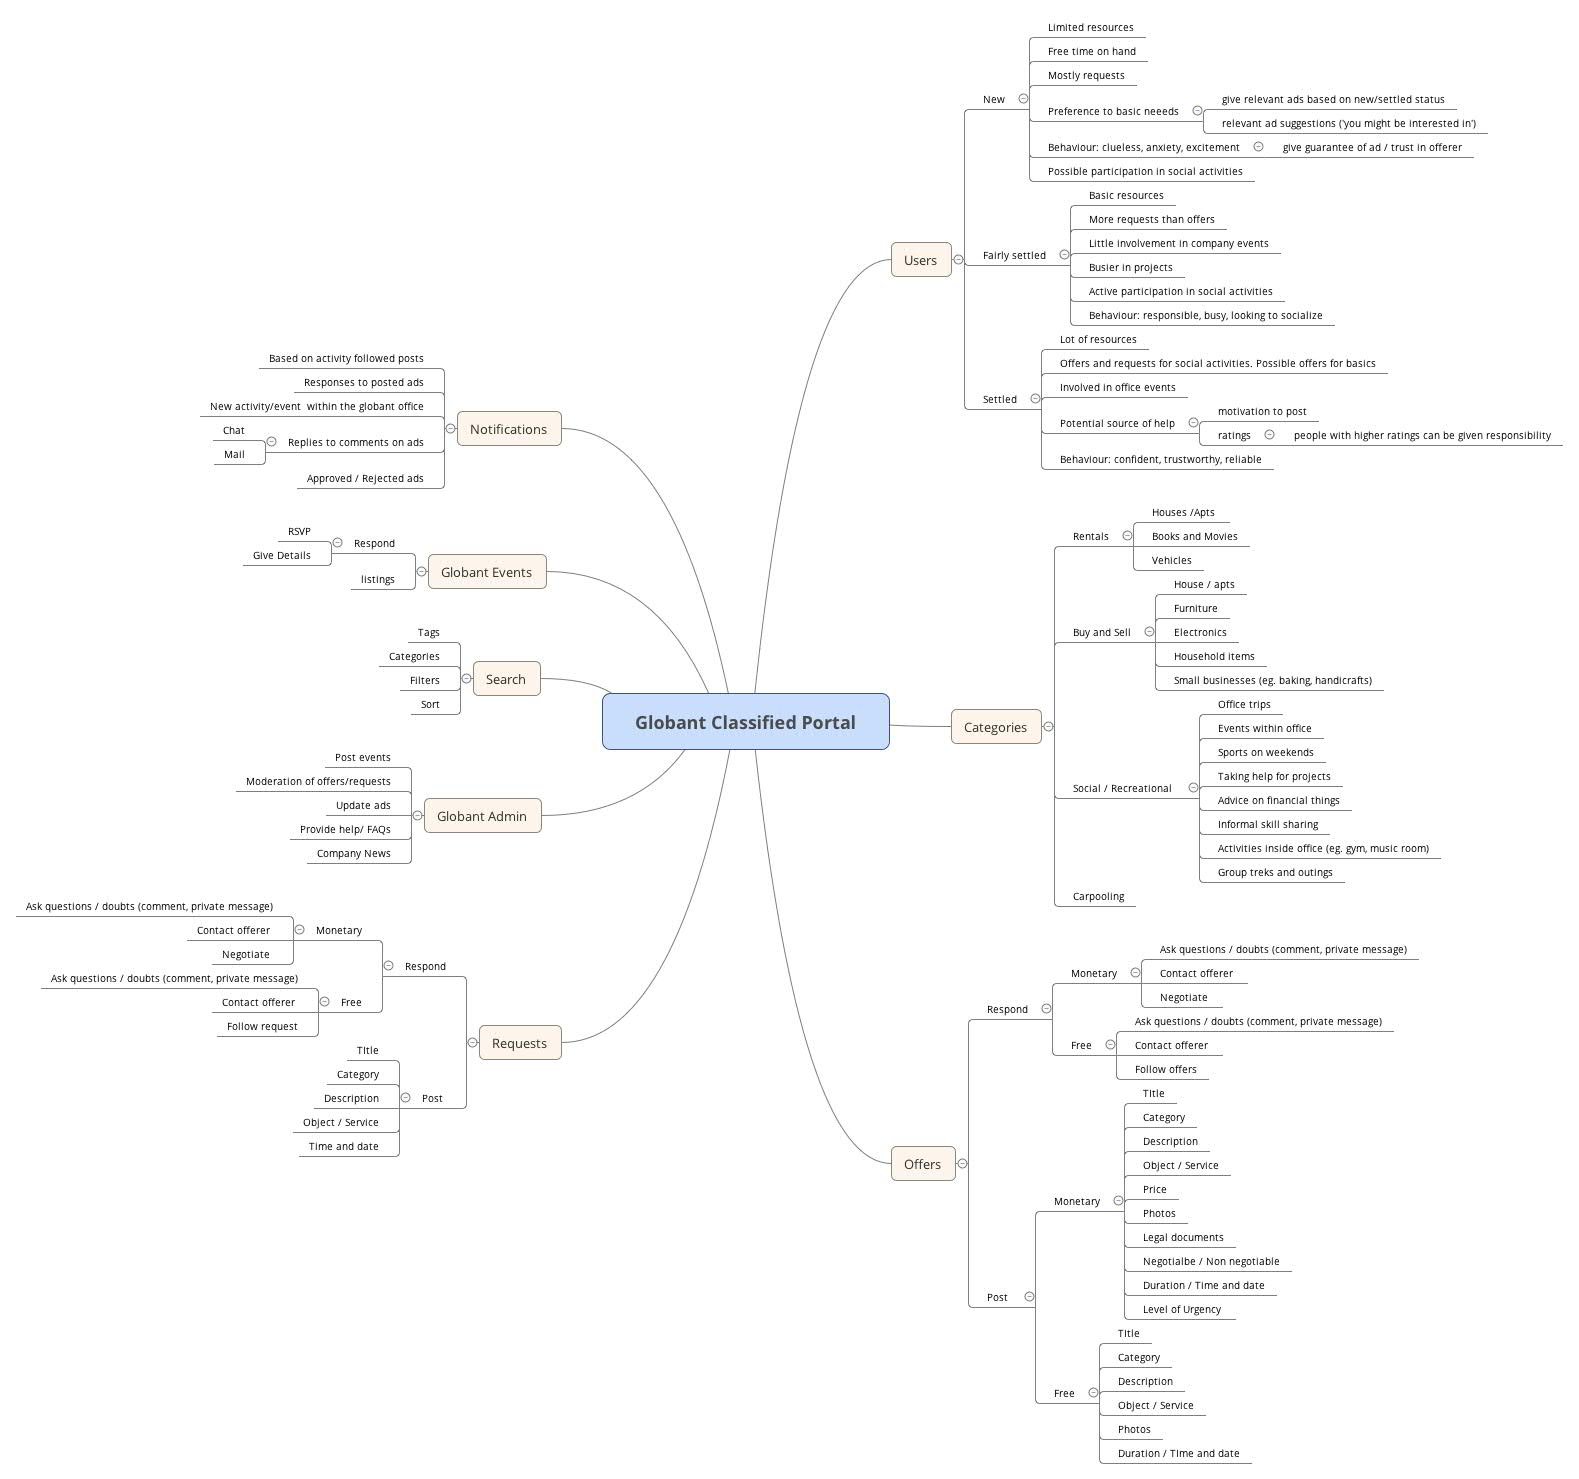 Globant Classified Portal
Users
New
Limited resources
Free time on hand
Mostly requests
Preference to basic neeeds
give relevant ads based on new/settled status
relevant ad suggestions ('you might be interested in')
Behaviour: clueless, anxiety, excitement
give guarantee of ad / trust in offerer
Possible participation in social activities
Fairly settled
Basic resources
More requests than offers
Little involvement in company events
Busier in projects
Active participation in social activities
Behaviour: responsible, busy, looking to socialize
Settled
Lot of resources
Offers and requests for social activities. Possible offers for basics
Involved in office events
Potential source of help
motivation to post
ratings
people with higher ratings can be given responsibility
Behaviour: confident, trustworthy, reliable
Categories
Rentals
Houses /Apts
Books and Movies
Vehicles
Buy and Sell
House / apts
Furniture
Electronics
Household items
Small businesses (eg. baking, handicrafts)
Social / Recreational
Office trips
Events within office
Sports on weekends
Taking help for projects
Advice on financial things
Informal skill sharing
Activities inside office (eg. gym, music room)
Group treks and outings
Carpooling
Offers
Respond
Monetary
Ask questions / doubts (comment, private message)
Contact offerer
Negotiate
Free
Ask questions / doubts (comment, private message)
Contact offerer
Follow offers
Post
Monetary
TItle
Category
Description
Object / Service
Price
Photos
Legal documents
Negotialbe / Non negotiable
Duration / Time and date
Level of Urgency
Free
TItle
Category
Description
Object / Service
Photos
Duration / TIme and date
Notifications
Based on activity followed posts
Responses to posted ads
New activity/event  within the globant office
Replies to comments on ads
Chat
Mail
Approved / Rejected ads
Globant Events
Respond
RSVP
Give Details
listings
Search
Tags
Categories
Filters
Sort
Globant Admin
Post events
Moderation of offers/requests
Update ads
Provide help/ FAQs
Company News
Requests
Respond
Monetary
Ask questions / doubts (comment, private message)
Contact offerer
Negotiate
Free
Ask questions / doubts (comment, private message)
Contact offerer
Follow request
Post
TItle
Category
Description
Object / Service
Time and date